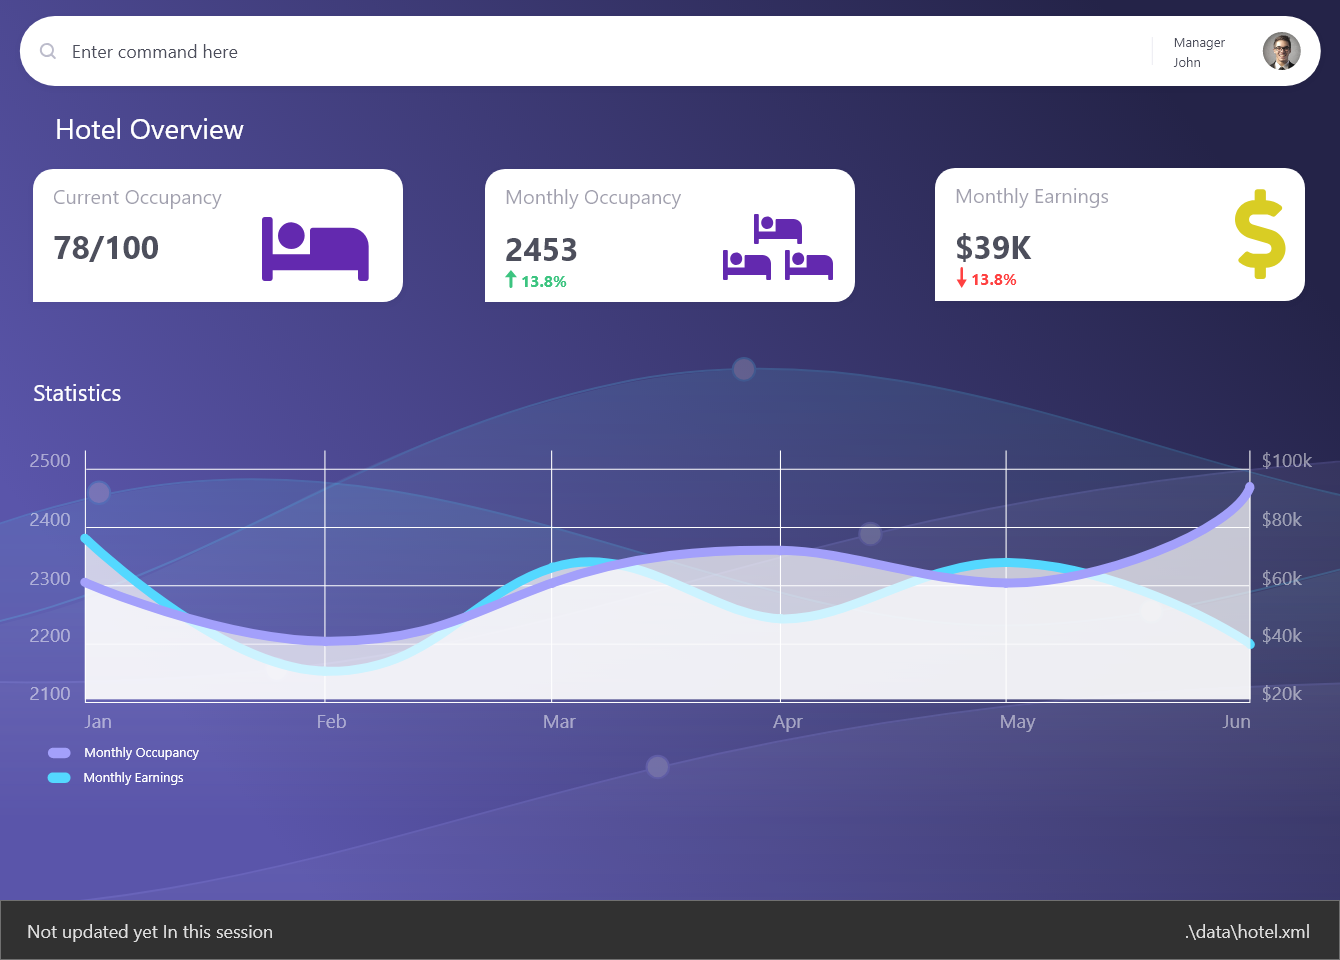 Enter command here
Manager
John
Hotel Overview
Current Occupancy
78/100
Monthly Occupancy
2453
13.8%
Monthly Earnings
$39K
13.8%
$
Statistics
2500
2400
2300
2200
2100
$100k
$80k
$60k
$40k
$20k
Jan Feb Mar Apr May Jun
Monthly Occupancy
Monthly Earnings
Not updated yet In this session
.\data\hotel.xml